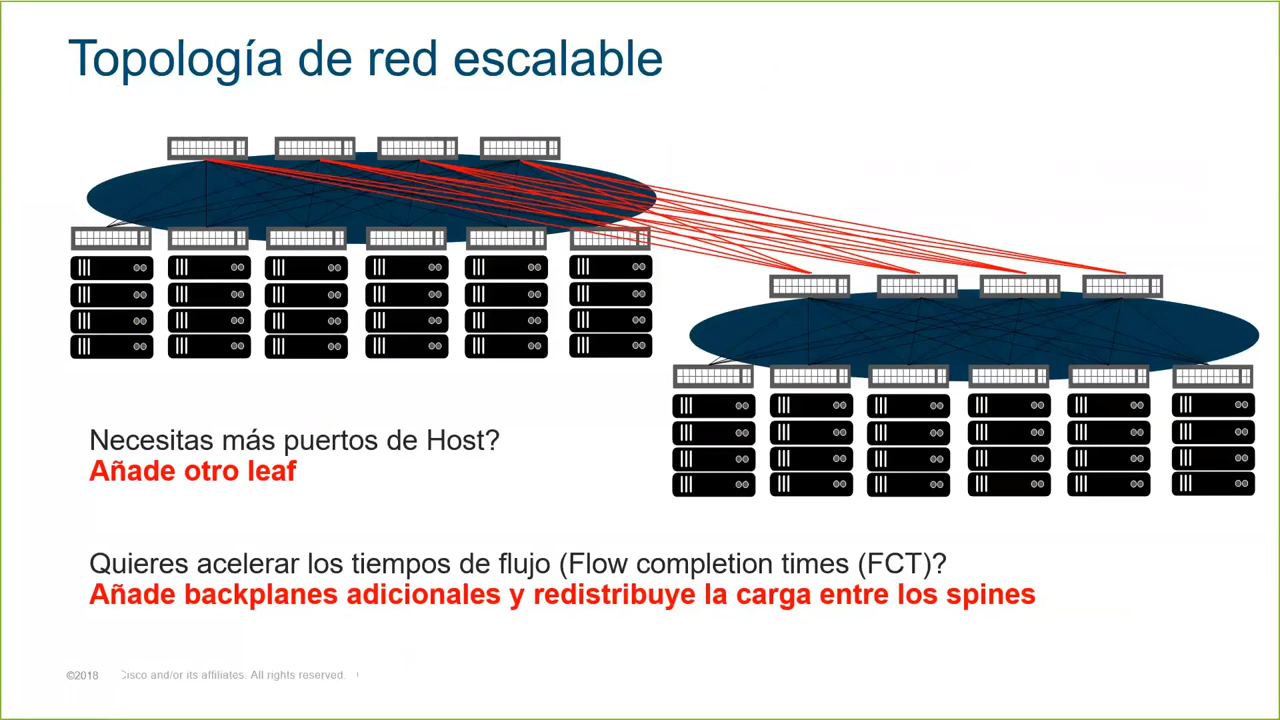 Topología de red escalable
Necesitas más puertos de Host?
Añade otro leaf
Quieres acelerar los tiempos de flujo (Flow completion times (FCT)?
Añade backplanes adicionales y redistribuye la carga entre los spines
©2018 Cisco and/or its affiliates. All rights reserved.